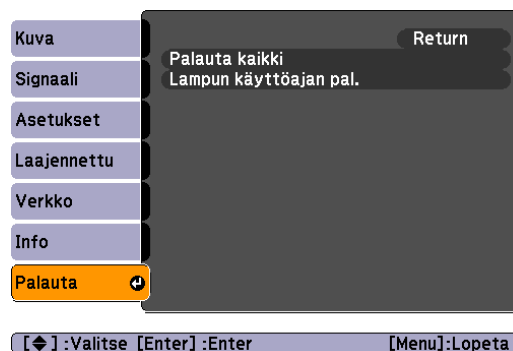 Kuva
Signaali
Asetukset
Laajennettu
Verkko
Info
Palauta
Return
Palauta kaikki
Lampun käyttöajan pal.
[◆] :Valitse [Enter] :Enter [Menu]:Lopeta